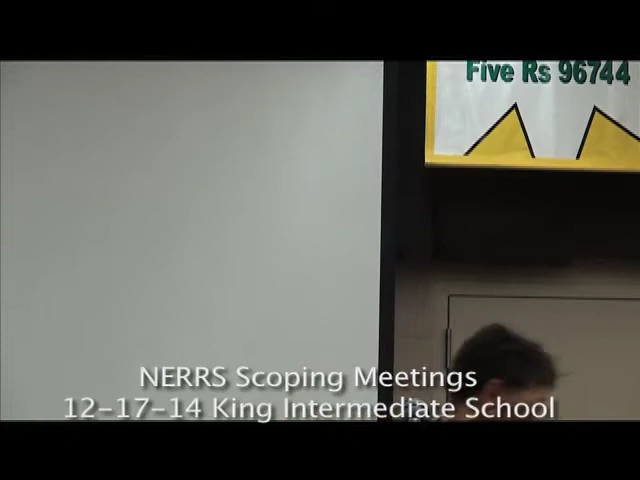 Five Rs 96744
NERRS Scoping Meetings
12-17-14 King Intermediate School